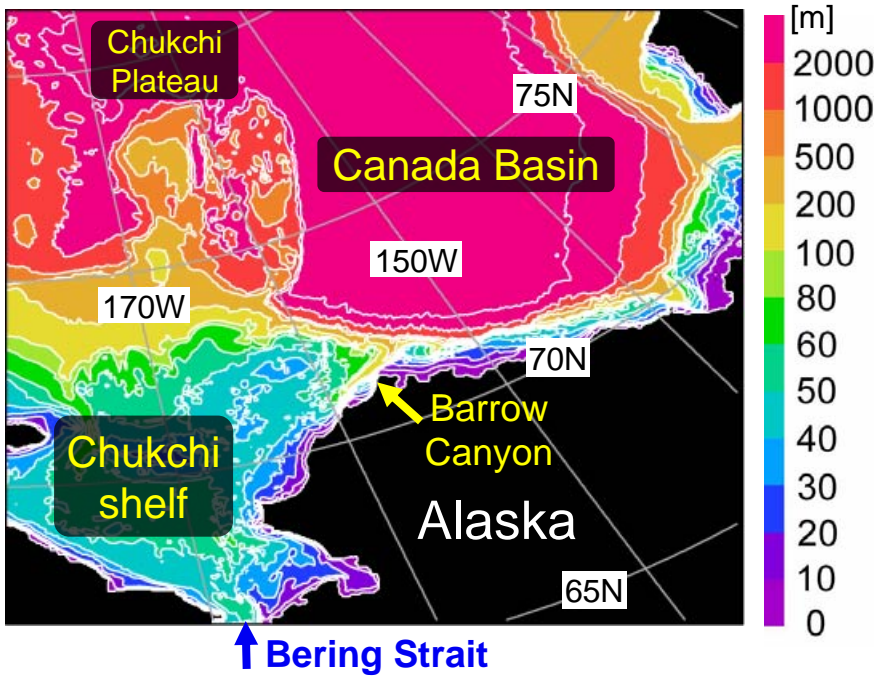 [m]
Chukchi
Plateau
2000
75N
1000
Canada Basin
500
200
150W
100
170W
80
60
70N
50
Barrow
Canyon
40
Chukchi
shelf
30
Alaska
20
10
65N
0
Bering Strait